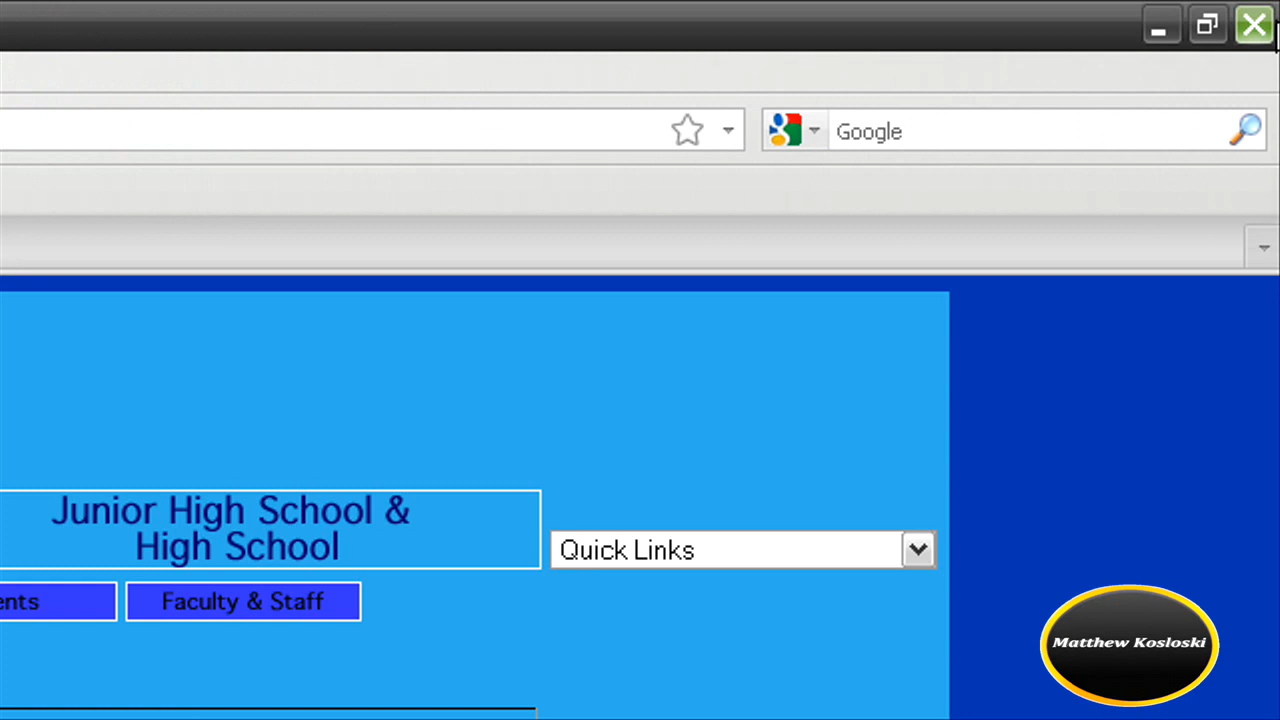 Google
Junior High School &
High School
Quick Links
ents
Faculty & Staff
Matthew Kosloski